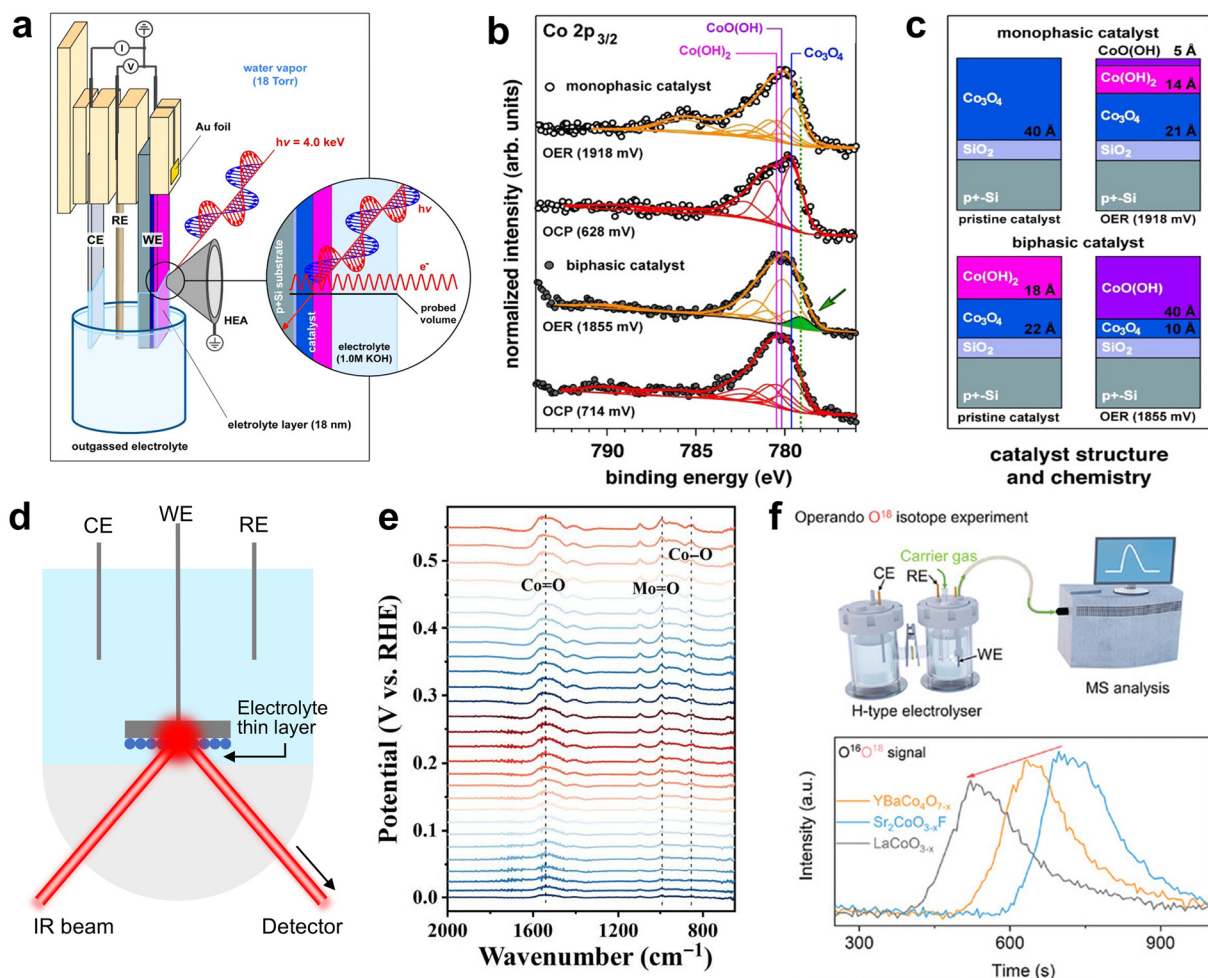 a
I
V
water vapor
(18 Torr)
Au foil
hν = 4.0 keV
RE
CE
WE
hν
e-
p+Si substrate
catalyst
probed
volume
electrolyte
(1.0M KOH)
HEA
eletrolyte layer (18 nm)
outgassed electrolyte
b
Co 2p3/2
CoO(OH)
Co(OH)2
Co3O4
monophasic catalyst
OER (1918 mV)
OCP (628 mV)
biphasic catalyst
OER (1855 mV)
OCP (714 mV)
normalized intensity (arb. units)
790 785 780
binding energy (eV)
c
monophasic catalyst
CoO(OH) 5 Å
Co(OH)2
14 Å
Co3O4
40 Å
Co3O4
21 Å
SiO2
SiO2
p+-Si
p+-Si
pristine catalyst
OER (1918 mV)
biphasic catalyst
Co(OH)2
18 Å
CoO(OH)
40 Å
Co3O4
22 Å
Co3O4
10 Å
SiO2
SiO2
p+-Si
p+-Si
pristine catalyst
OER (1855 mV)
catalyst structure
and chemistry
d
CE
WE
RE
Electrolyte
thin layer
IR beam
Detector
e
Potential (V vs. RHE)
0.5
0.4
0.3
0.2
0.1
0.0
Co=O
Mo=O
Co–O
2000 1600 1200 800
Wavenumber (cm−1)
f
Operando O18 isotope experiment
Carrier gas
CE
RE
WE
H-type electrolyser
MS analysis
O16O18 signal
YBaCo4O7-x
Sr2CoO3-xF
LaCoO3-x
Intensity (a.u.)
300 600 900
Time (s)